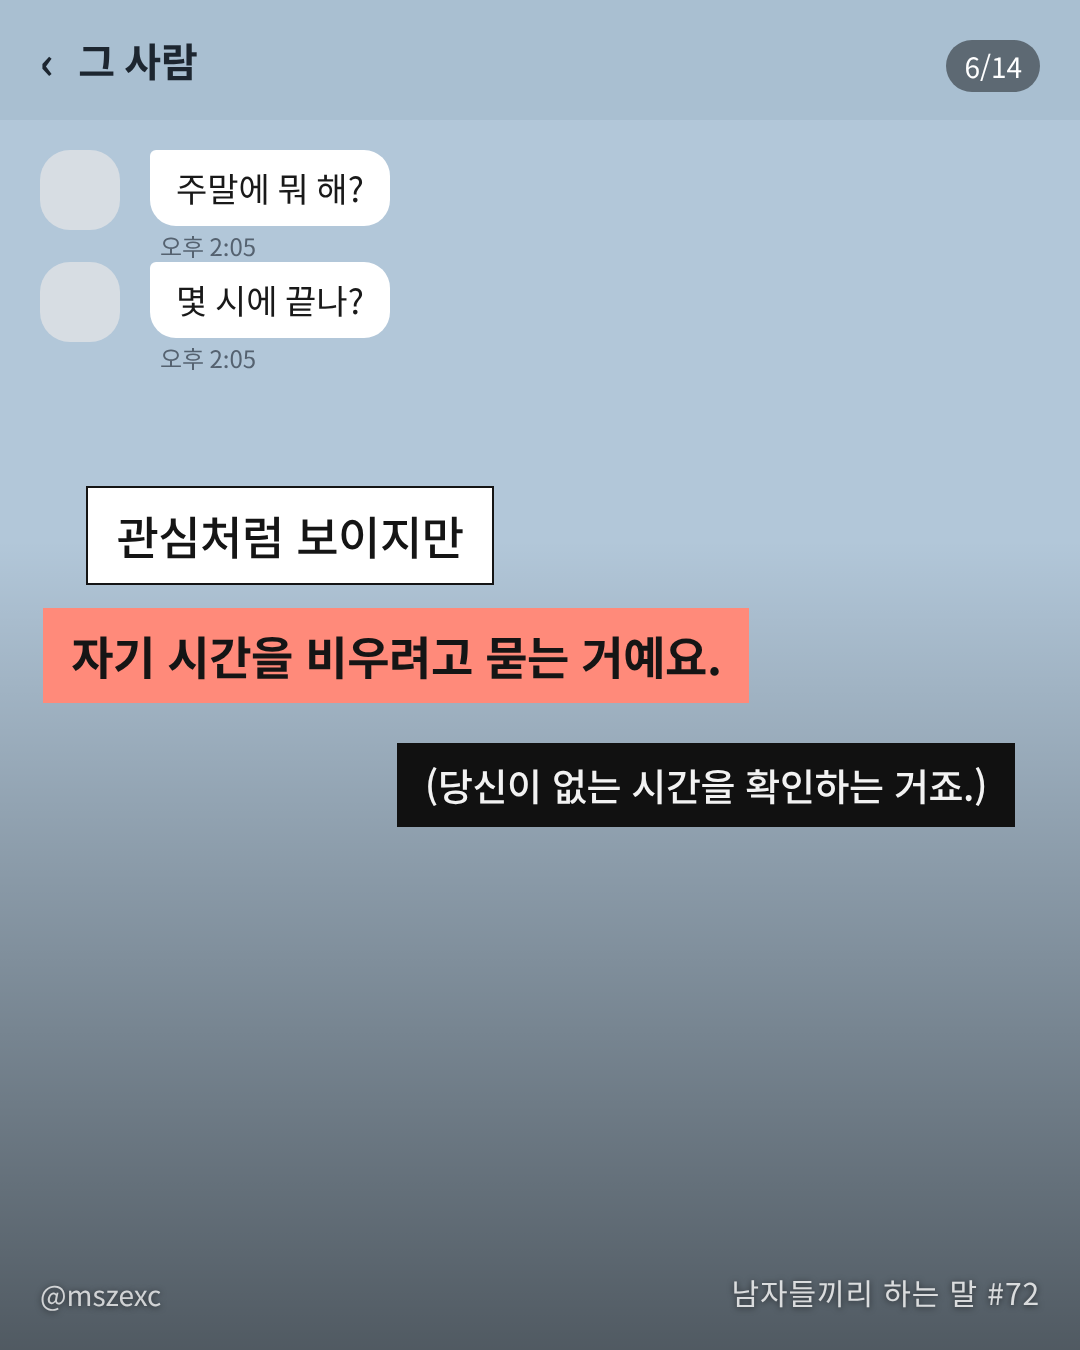 ‹ 그 사람
6/14
주말에 뭐 해?
오후 2:05
몇 시에 끝나?
오후 2:05
관심처럼 보이지만
자기 시간을 비우려고 묻는 거예요.
(당신이 없는 시간을 확인하는 거죠.)
@mszexc
남자들끼리 하는 말 #72